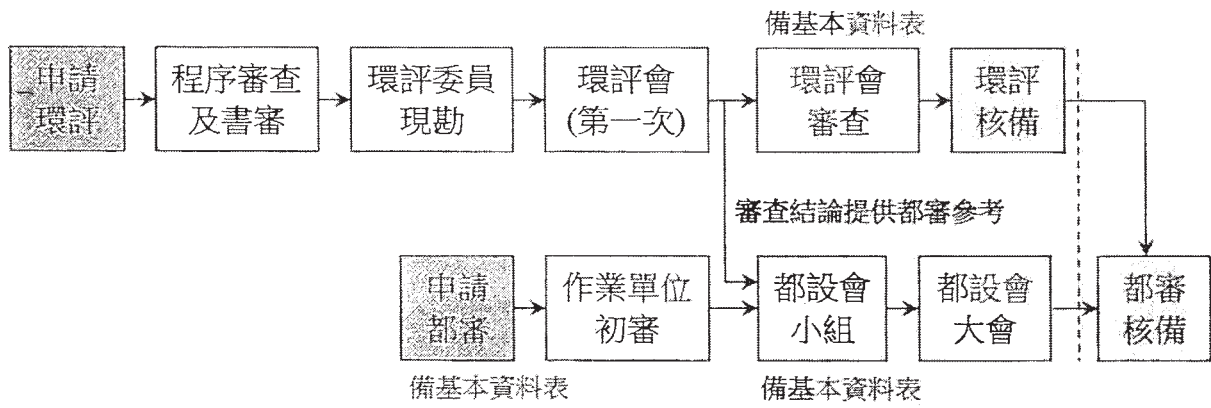 備基本資料表
申請
環評
程序審查
及書審
環評委員
現勘
環評會
(第一次)
環評會
審查
環評
核備
審查結論提供都審參考
申請
都審
作業單位
初審
都設會
小組
都設會
大會
都審
核備
備基本資料表
備基本資料表